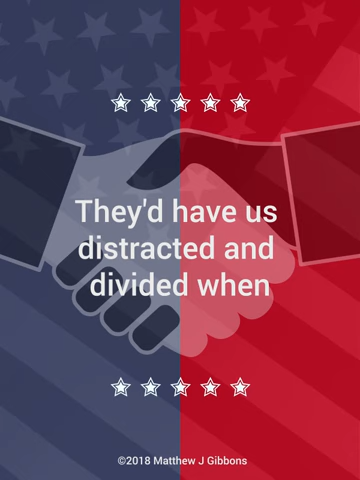 They'd have us
distracted and
divided when
©2018 Matthew J Gibbons